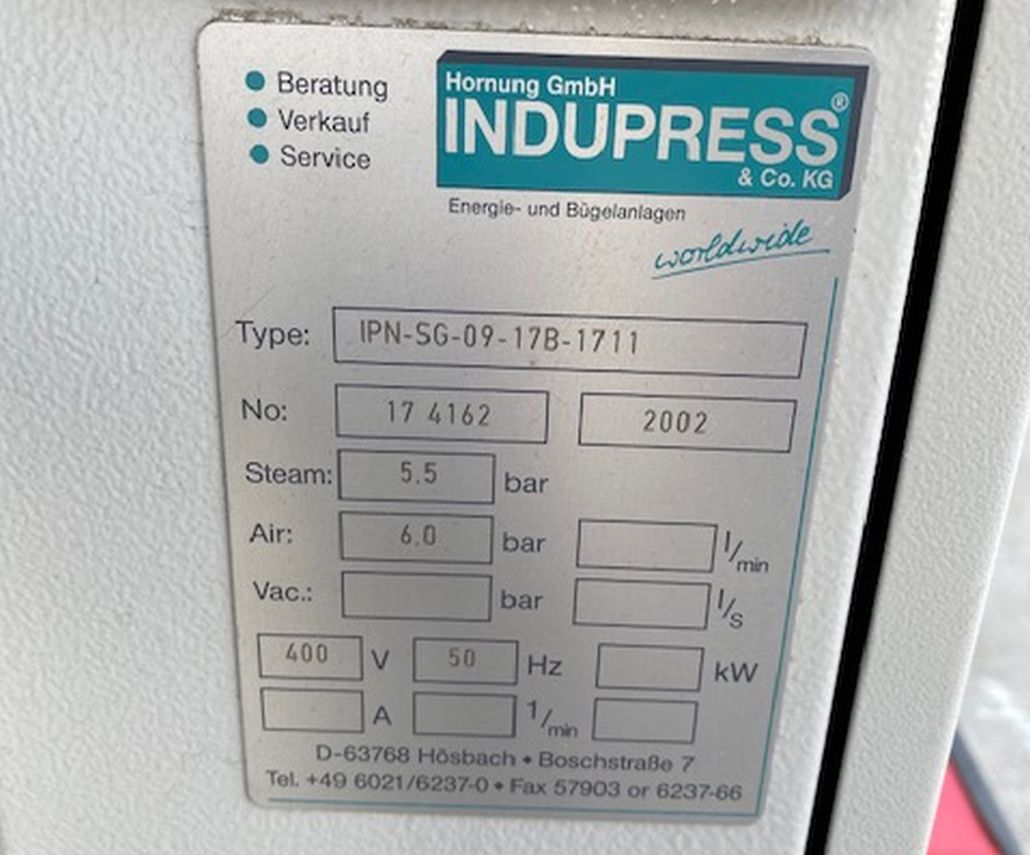 Beratung
Verkauf
Service
Hornung GmbH
INDUPRESS®
& Co. KG
Energie- und Bügelanlagen
worldwide
Type: IPN-SG-09-17B-1711
No: 17 4162 2002
Steam: 5.5 bar
Air: 6.0 bar l/min
Vac.: bar l/s
400 V 50 Hz kW
A 1/min
D-63768 Hösbach • Boschstraße 7
Tel. +49 6021/6237-0 • Fax 57903 or 6237-66